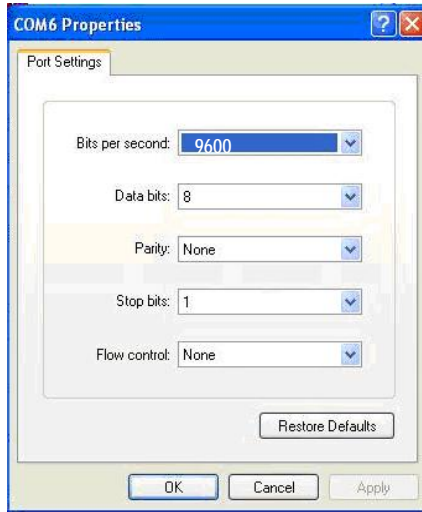 COM6 Properties
Port Settings
Bits per second: 9600
Data bits: 8
Parity: None
Stop bits: 1
Flow control: None
Restore Defaults
OK Cancel Apply